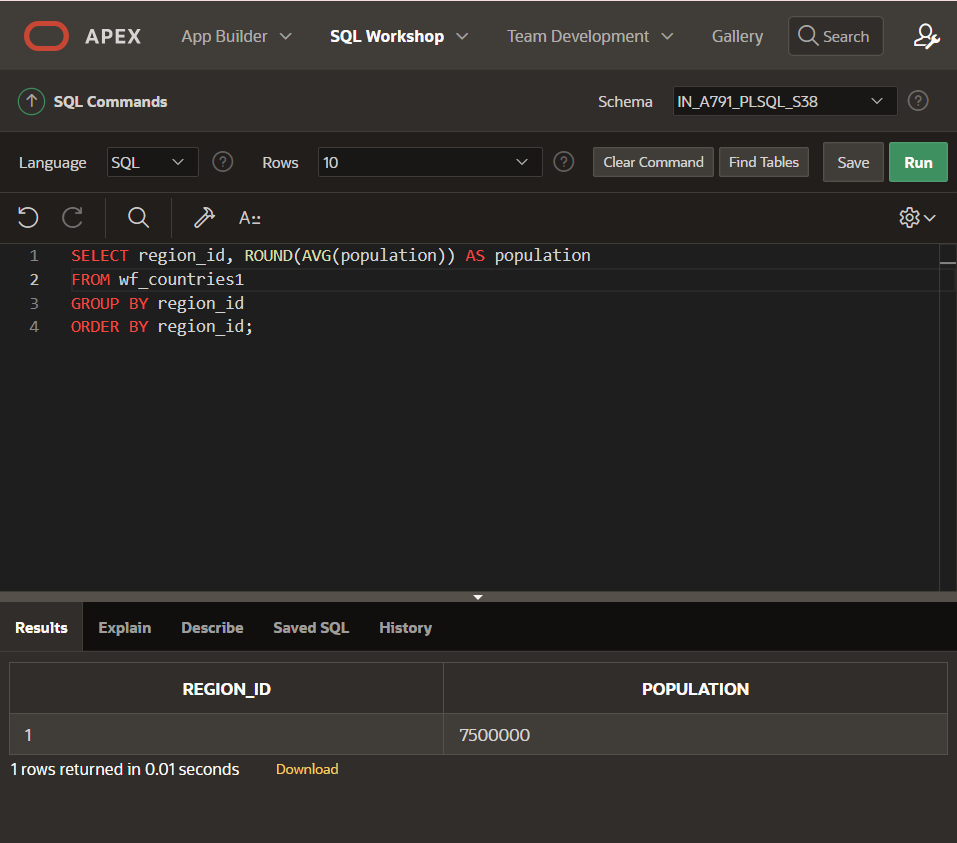 APEX App Builder SQL Workshop Team Development Gallery Search
SQL Commands Schema IN_A791_PLSQL_S38 ?
Language SQL ? Rows 10 ? Clear Command Find Tables Save Run
A::
1 SELECT region_id, ROUND(AVG(population)) AS population
2 FROM wf_countries1
3 GROUP BY region_id
4 ORDER BY region_id;
Results Explain Describe Saved SQL History
REGION_ID POPULATION
1 7500000
1 rows returned in 0.01 seconds Download